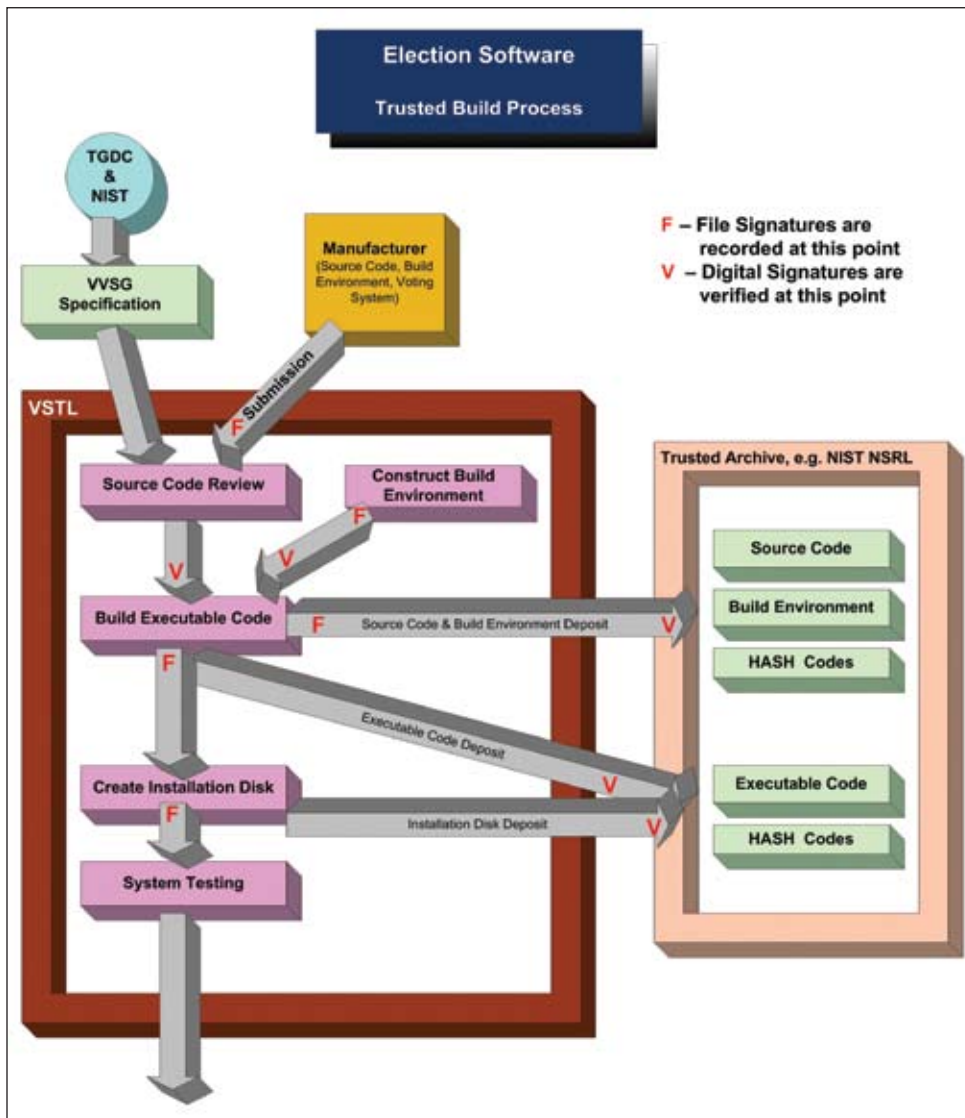 Election Software
Trusted Build Process
TGDC
&
NIST
VVSG
Specification
Manufacturer
(Source Code, Build
Environment, Voting
System)
F – File Signatures are
recorded at this point
V – Digital Signatures are
verified at this point
F Submission
VSTL
Source Code Review
Construct Build
Environment
F
V
V
Build Executable Code
F
Source Code & Build Environment Deposit
V
F
Executable Code Deposit
V
Create Installation Disk
F
Installation Disk Deposit
V
System Testing
Trusted Archive, e.g. NIST NSRL
Source Code
Build Environment
HASH Codes
Executable Code
HASH Codes